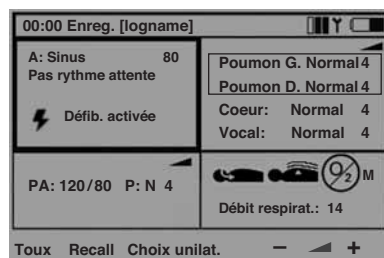 00:00 Enreg. [logname]
A: Sinus 80
Pas rythme attente
Défib. activée
Poumon G. Normal 4
Poumon D. Normal 4
Coeur: Normal 4
Vocal: Normal 4
PA: 120/80 P: N 4
O2 M
Débit respirat.: 14
Toux Recall Choix unilat. − +